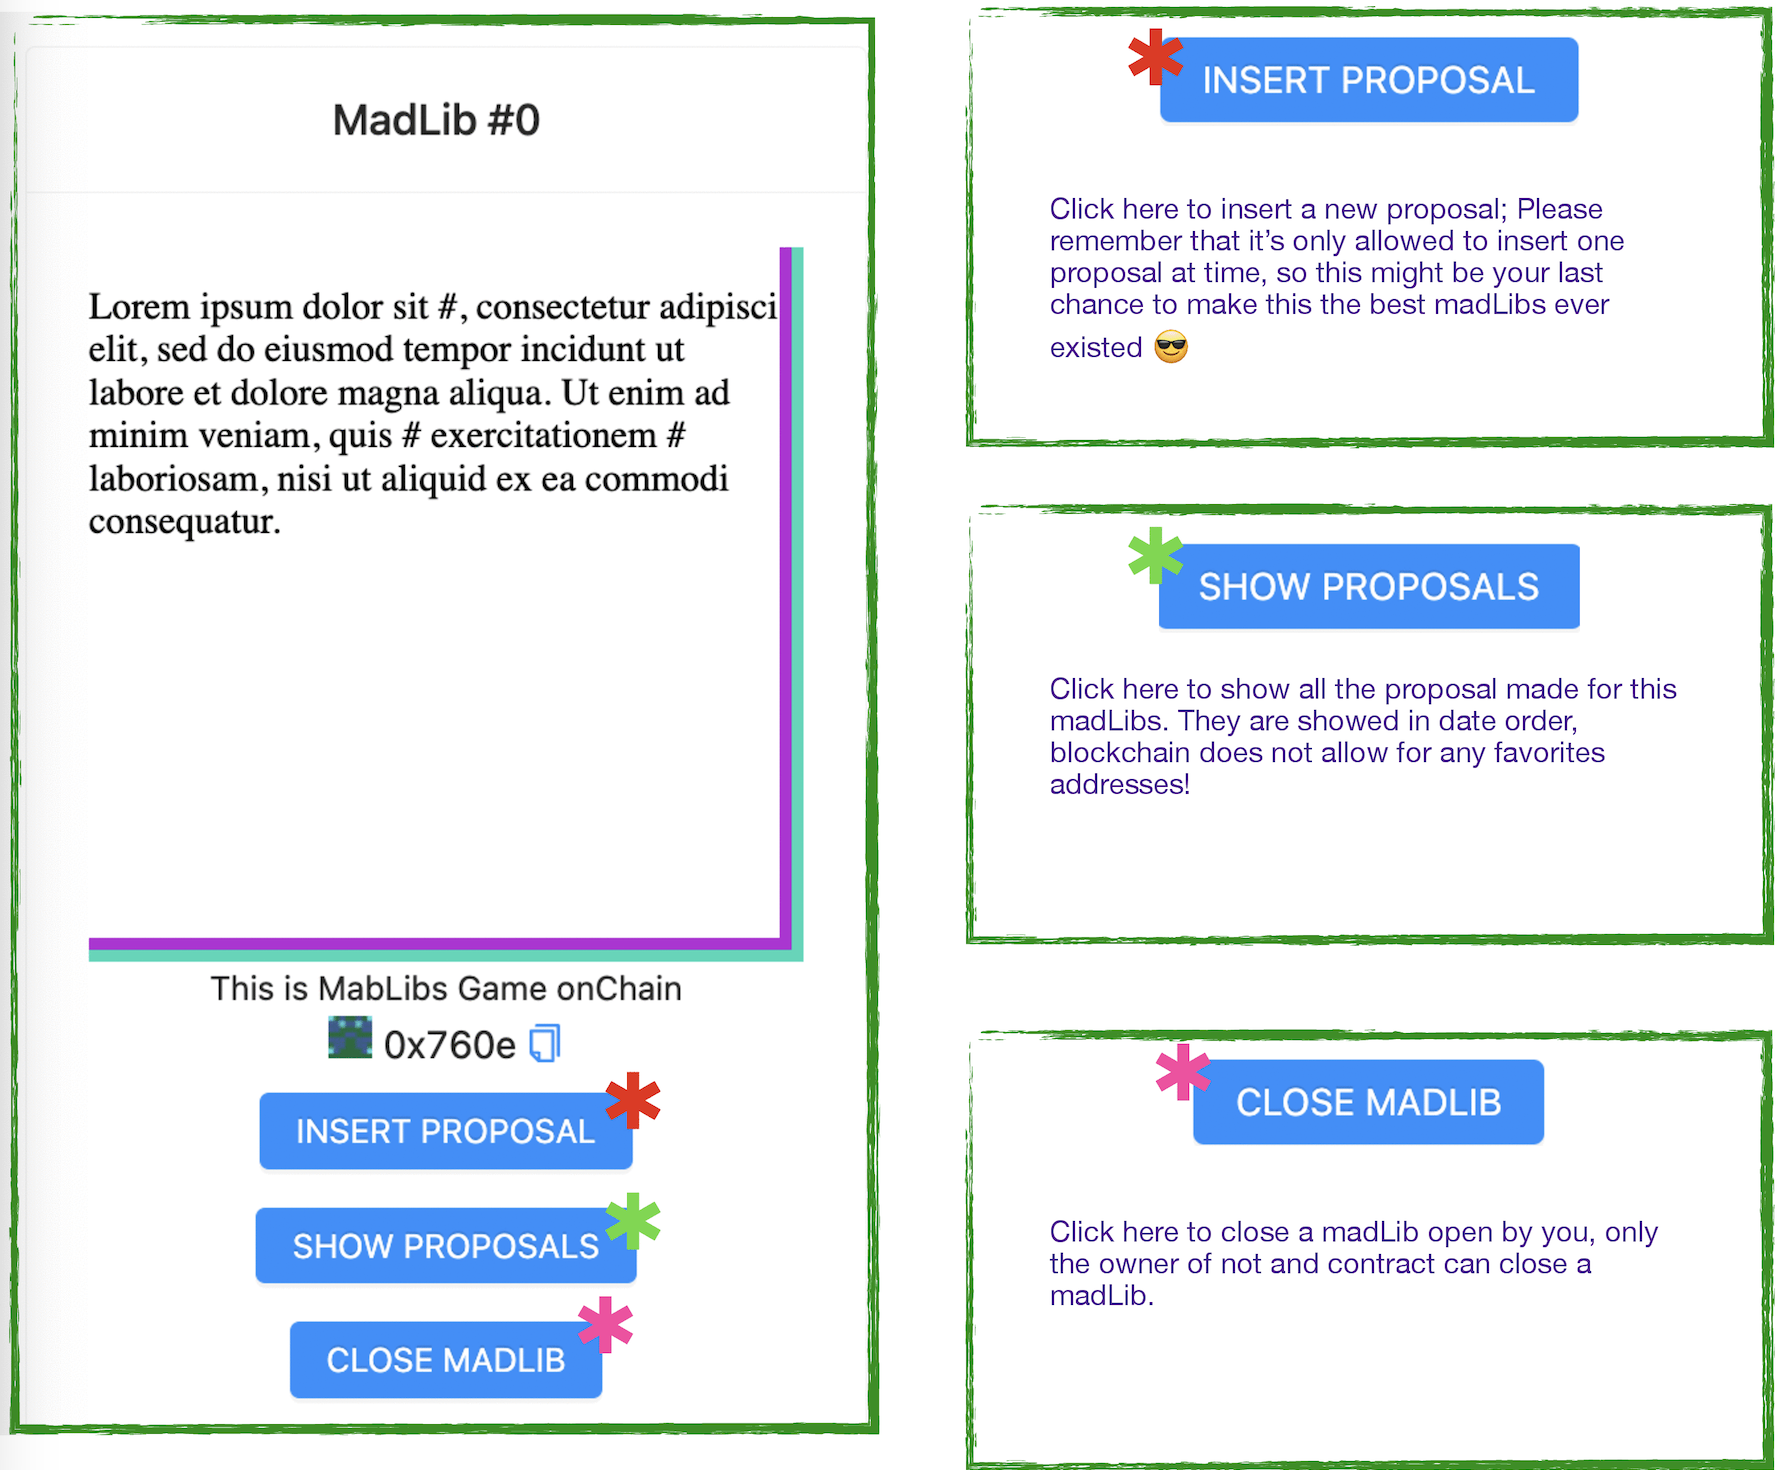 MadLib #0
Lorem ipsum dolor sit #, consectetur adipisci
elit, sed do eiusmod tempor incidunt ut
labore et dolore magna aliqua. Ut enim ad
minim veniam, quis # exercitationem #
laboriosam, nisi ut aliquid ex ea commodi
consequatur.
This is MabLibs Game onChain
0x760e
INSERT PROPOSAL
SHOW PROPOSALS
CLOSE MADLIB
INSERT PROPOSAL
Click here to insert a new proposal; Please
remember that it’s only allowed to insert one
proposal at time, so this might be your last
chance to make this the best madLibs ever
existed 😎
SHOW PROPOSALS
Click here to show all the proposal made for this
madLibs. They are showed in date order,
blockchain does not allow for any favorites
addresses!
CLOSE MADLIB
Click here to close a madLib open by you, only
the owner of not and contract can close a
madLib.